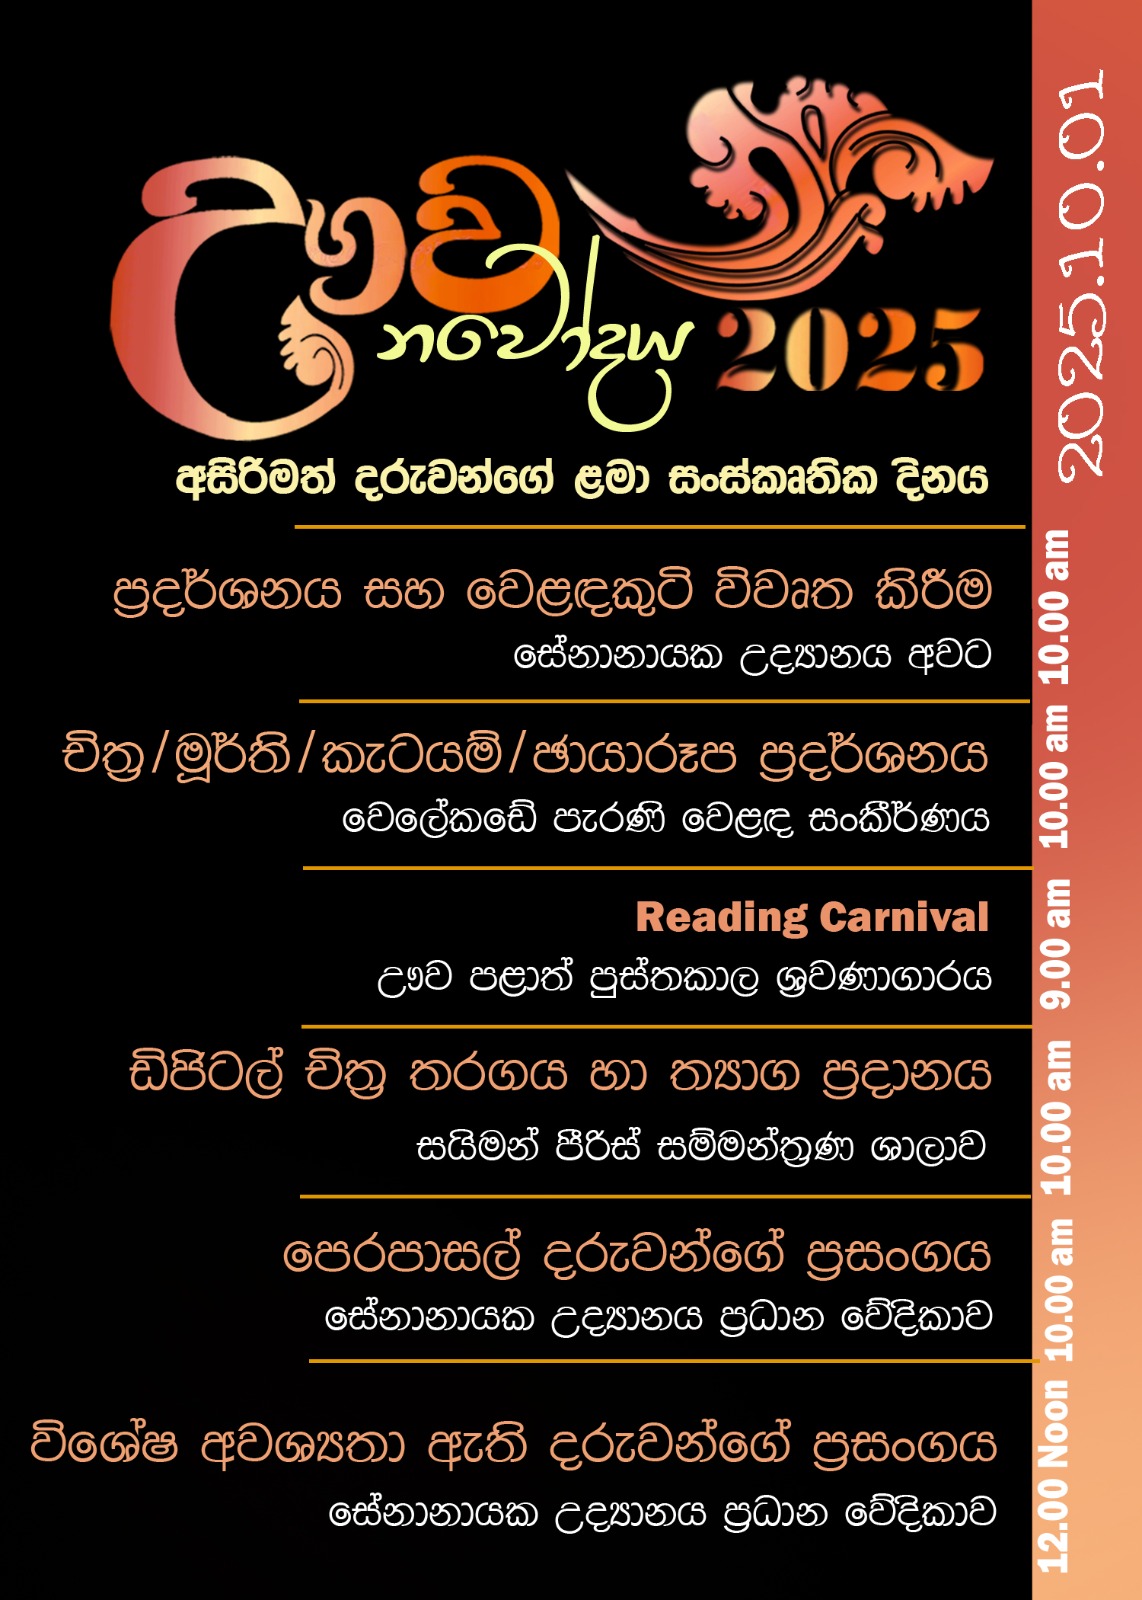 ඌව
නවෝදය 2025
අසිරිමත් දරුවන්ගේ ළමා සංස්කෘතික දිනය
2025.10.01
ප්‍රදර්ශනය සහ වෙළඳකුටි විවෘත කිරීම
සේනානායක උද්‍යානය අවට
10.00 am
චිත්‍ර/මූර්ති/කැටයම්/ඡායාරූප ප්‍රදර්ශනය
වෙලේකඩේ පැරණි වෙළඳ සංකීර්ණය
10.00 am
Reading Carnival
ඌව පළාත් පුස්තකාල ශ්‍රවණාගාරය
9.00 am
ඩිජිටල් චිත්‍ර තරගය හා ත්‍යාග ප්‍රදානය
සයිමන් පීරිස් සම්මන්ත්‍රණ ශාලාව
10.00 am
පෙරපාසල් දරුවන්ගේ ප්‍රසංගය
සේනානායක උද්‍යානය ප්‍රධාන වේදිකාව
10.00 am
විශේෂ අවශ්‍යතා ඇති දරුවන්ගේ ප්‍රසංගය
සේනානායක උද්‍යානය ප්‍රධාන වේදිකාව
12.00 Noon